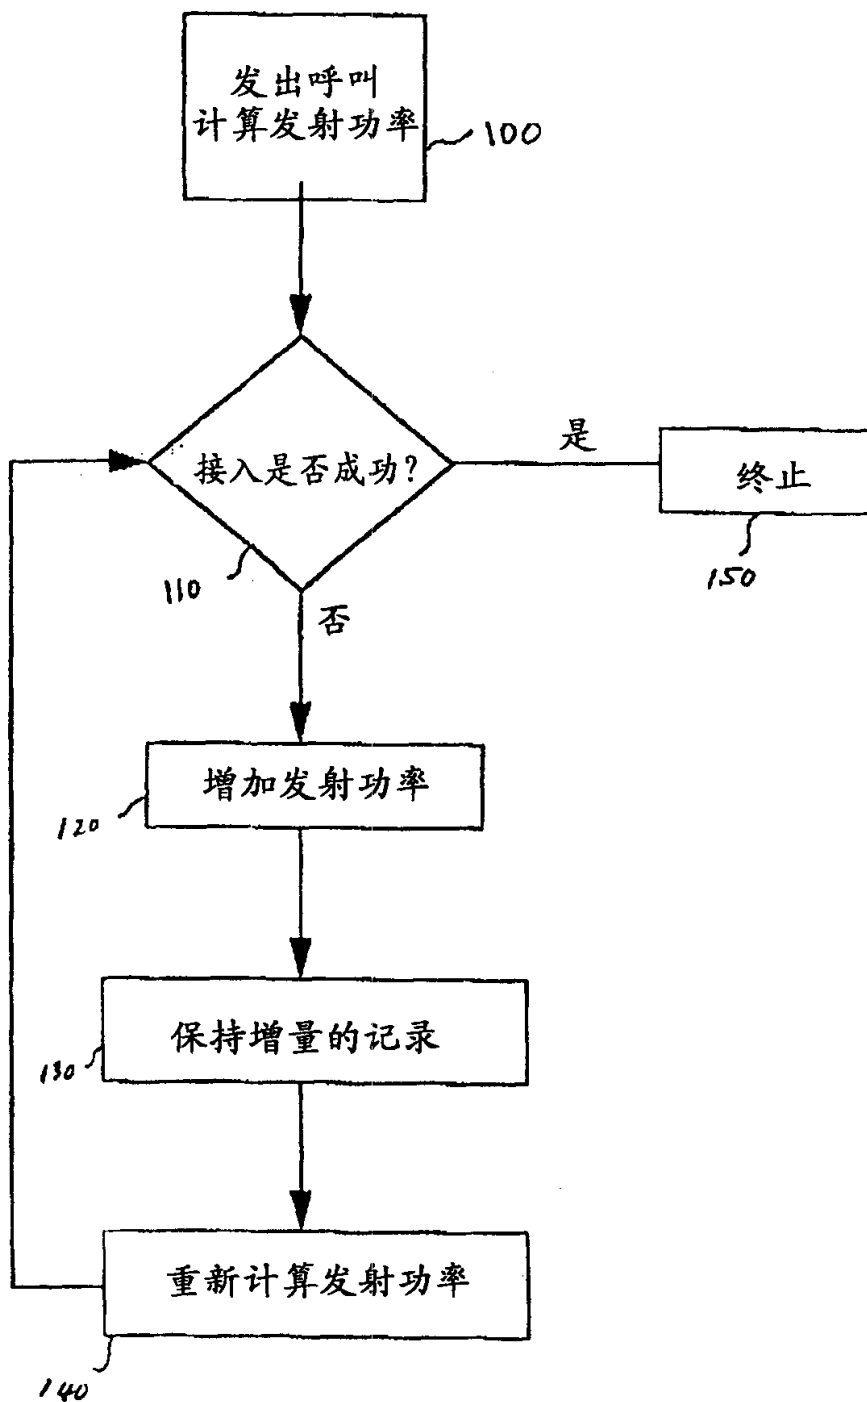 发出呼叫
计算发射功率
100
接入是否成功?
是
终止
110
150
否
增加发射功率
120
保持增量的记录
130
重新计算发射功率
140